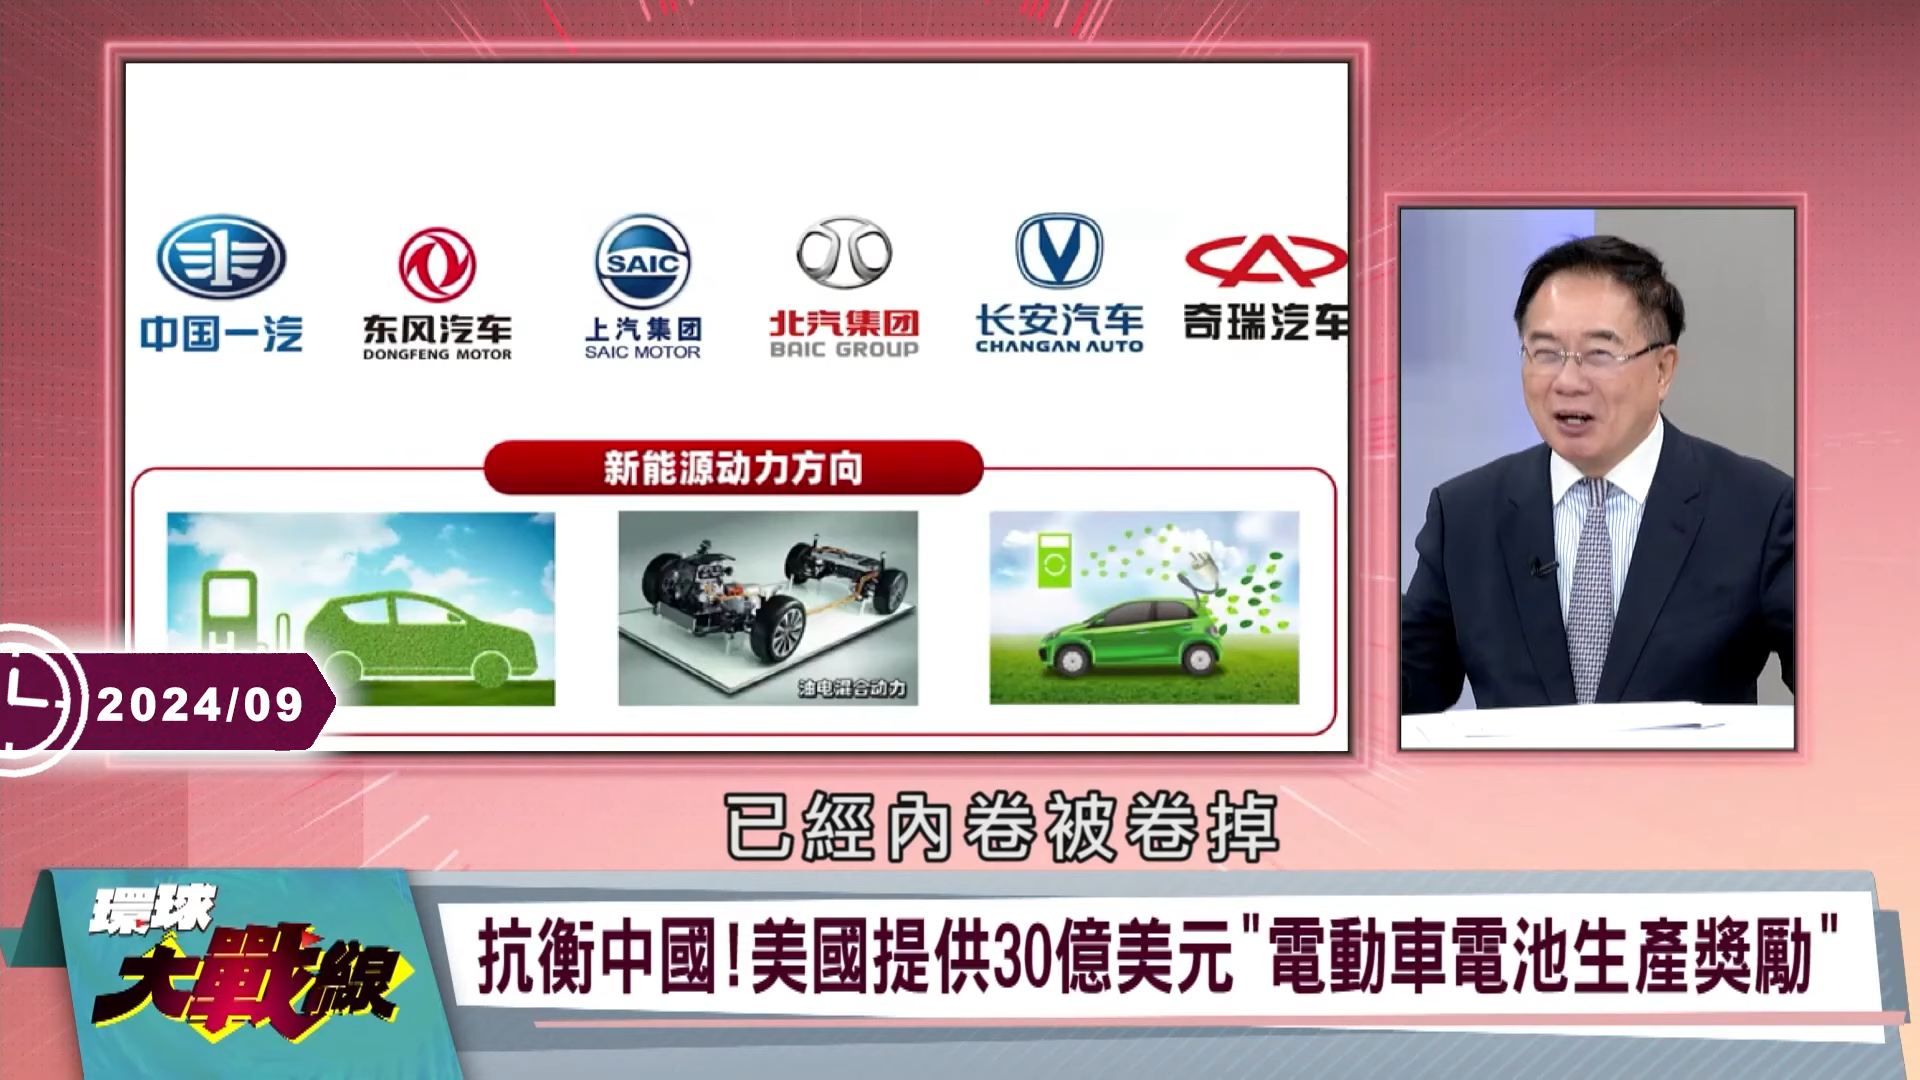 中国一汽
东风汽车
DONGFENG MOTOR
SAIC
上汽集团
SAIC MOTOR
北汽集团
BAIC GROUP
长安汽车
CHANGAN AUTO
奇瑞汽车
新能源动力方向
油电混合动力
2024/09
已經內卷被卷掉
環球
大戰線
抗衡中國!美國提供30億美元"電動車電池生產獎勵"